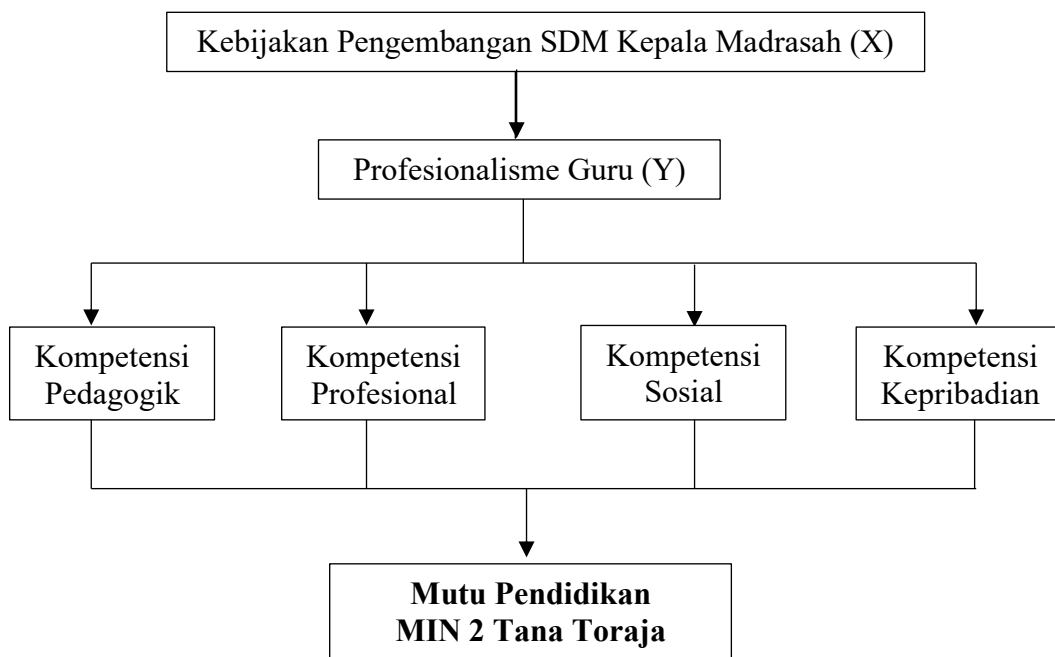 Kebijakan Pengembangan SDM Kepala Madrasah (X)
Profesionalisme Guru (Y)
Kompetensi
Pedagogik
Kompetensi
Profesional
Kompetensi
Sosial
Kompetensi
Kepribadian
Mutu Pendidikan
MIN 2 Tana Toraja